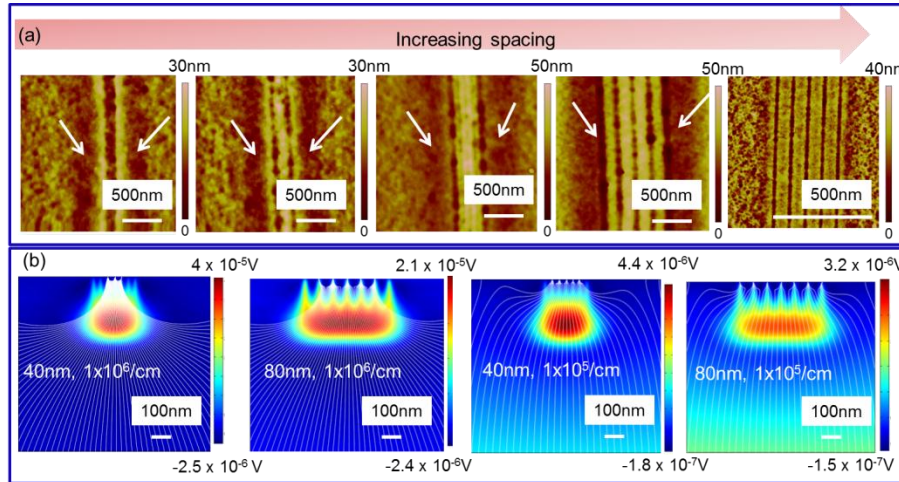 (a)
Increasing spacing
30nm
30nm
50nm
50nm
40nm
500nm
500nm
500nm
500nm
500nm
0
0
0
0
0
(b)
4 x 10⁻⁵V
2.1 x 10⁻⁵V
4.4 x 10⁻⁶V
3.2 x 10⁻⁶V
40nm, 1x10⁶/cm
80nm, 1x10⁶/cm
40nm, 1x10⁵/cm
80nm, 1x10⁵/cm
100nm
100nm
100nm
100nm
-2.5 x 10⁻⁶ V
-2.4 x 10⁻⁶V
-1.8 x 10⁻⁷V
-1.5 x 10⁻⁷V